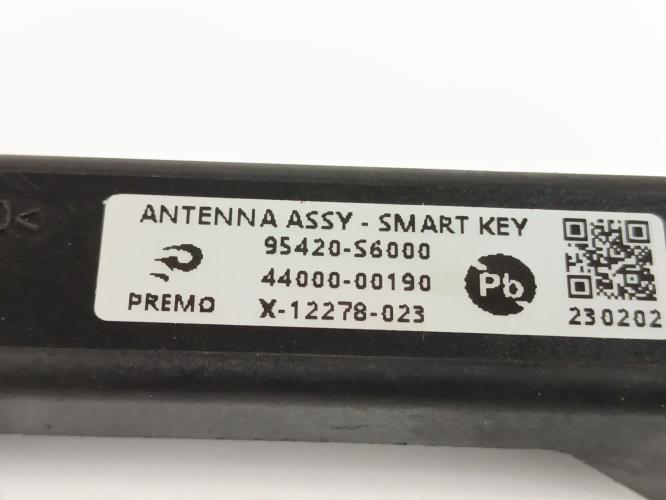 ANTENNA ASSY - SMART KEY
95420-S6000
44000-00190
X-12278-023
PREMO
Pb
230202